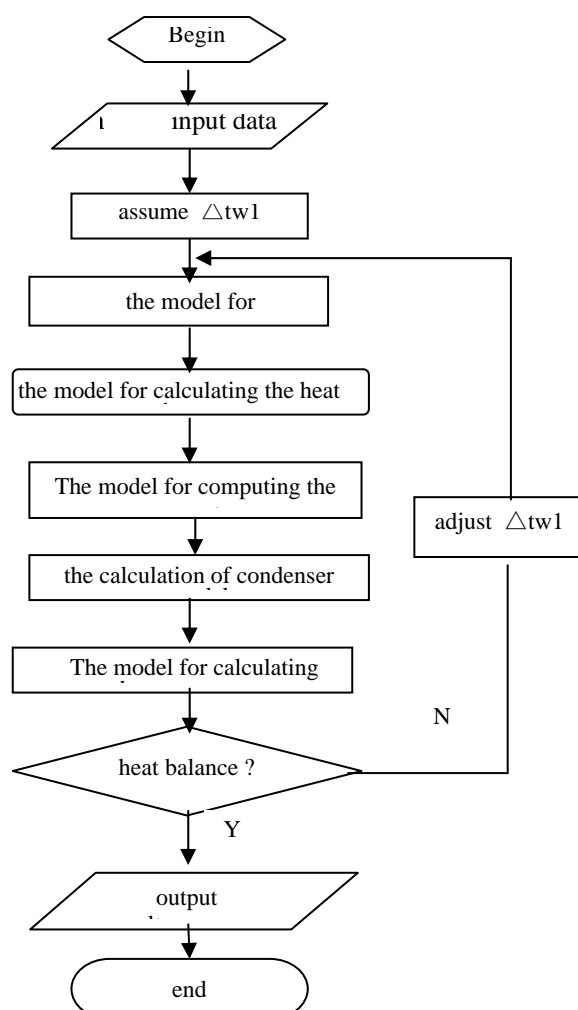 Begin
input data
assume △tw1
the model for
the model for calculating the heat
The model for computing the
adjust △tw1
the calculation of condenser
The model for calculating
N
heat balance ?
Y
output
end